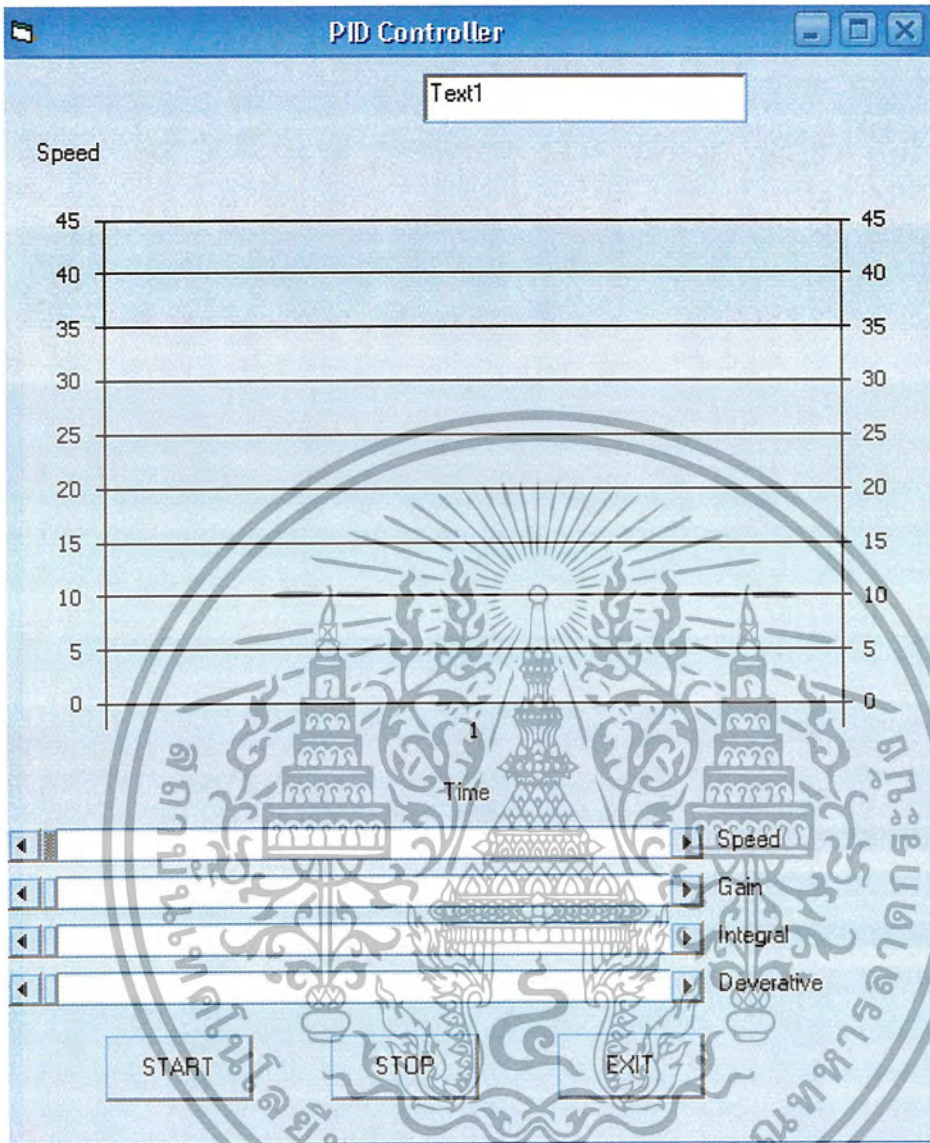 PID Controller
Text1
Speed
45 45
40 40
35 35
30 30
25 25
20 20
15 15
10 10
5 5
0 0
1
Time
Speed
Gain
Integral
Deverative
START STOP EXIT